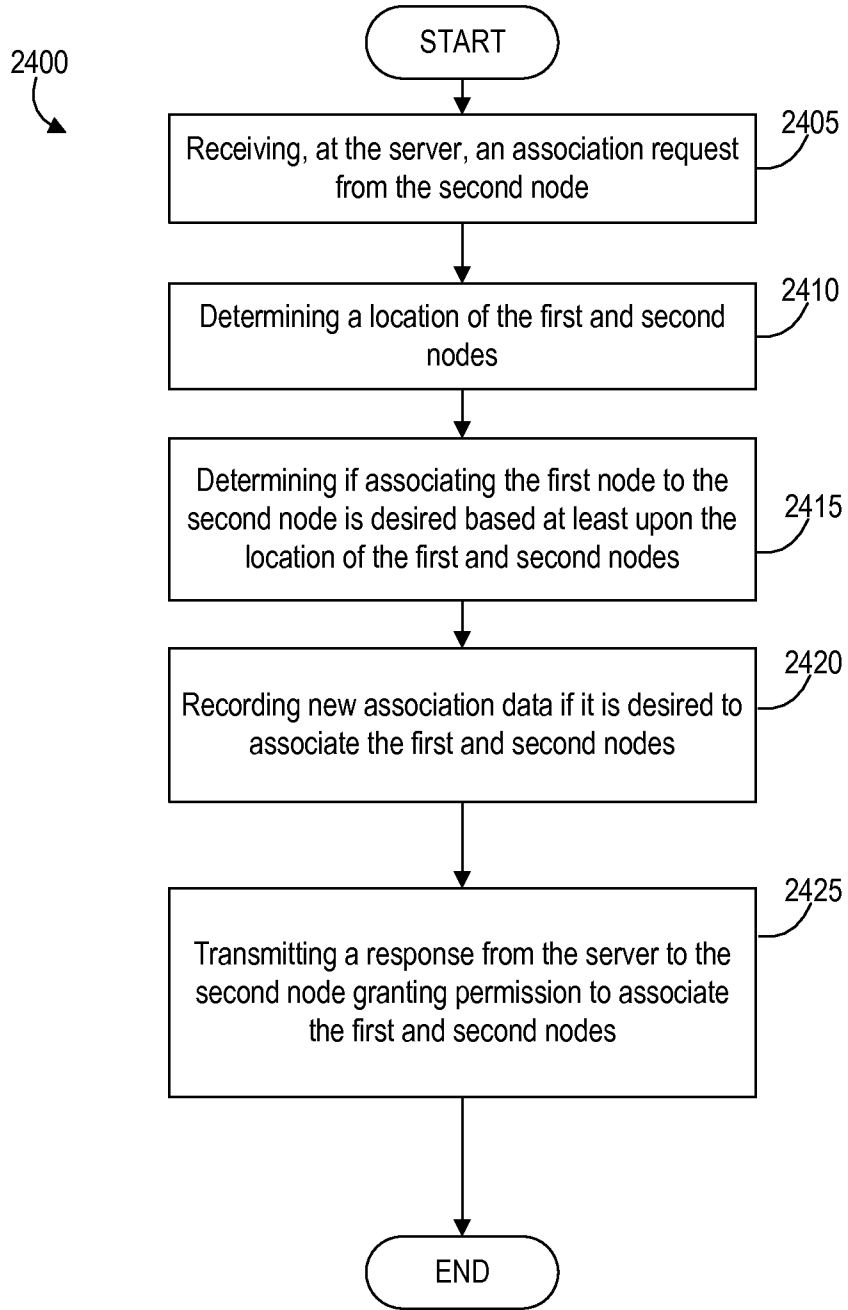 START
2400
2405
Receiving, at the server, an association request
from the second node
2410
Determining a location of the first and second
nodes
Determining if associating the first node to the
second node is desired based at least upon the
location of the first and second nodes
2415
2420
Recording new association data if it is desired to
associate the first and second nodes
2425
Transmitting a response from the server to the
second node granting permission to associate
the first and second nodes
END